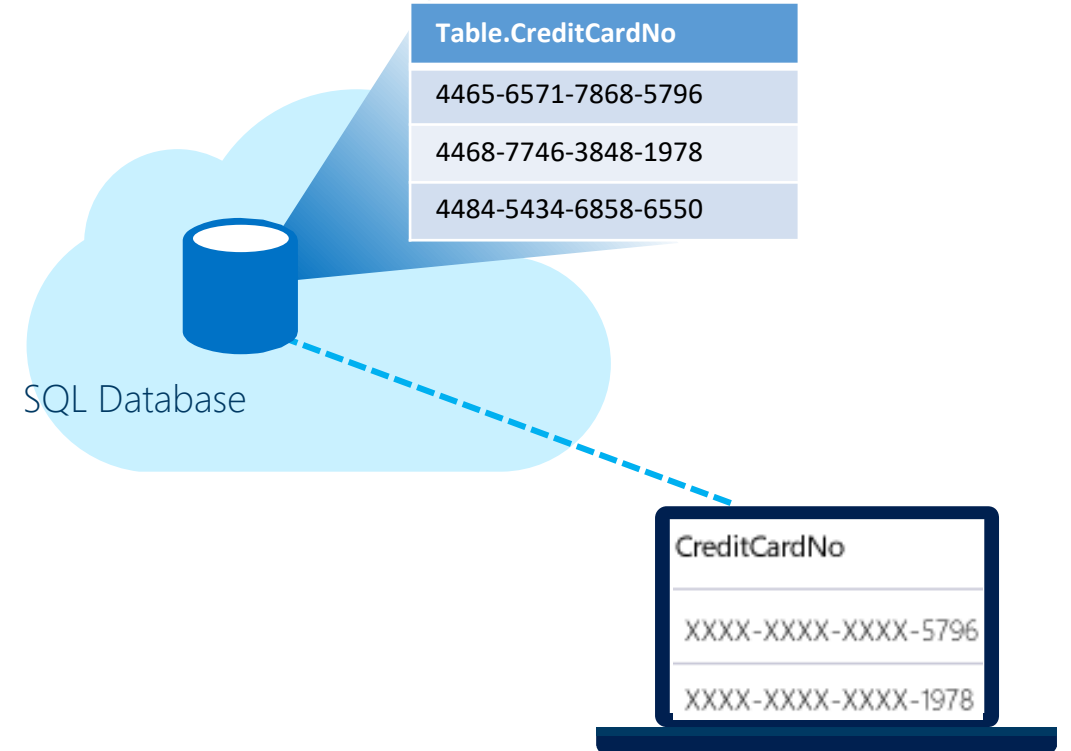 Table.CreditCardNo
4465-6571-7868-5796
4468-7746-3848-1978
4484-5434-6858-6550
SQL Database
CreditCardNo
XXXX-XXXX-XXXX-5796
XXXX-XXXX-XXXX-1978